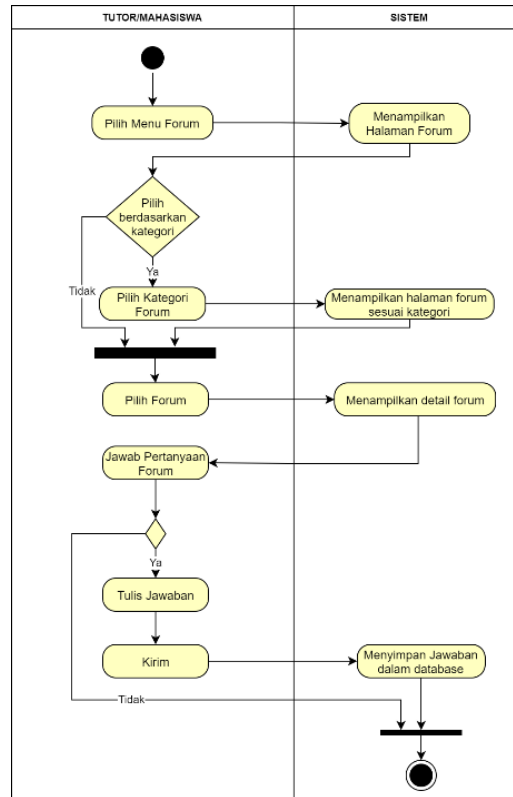 TUTOR/MAHASISWA
SISTEM
Pilih Menu Forum
Menampilkan
Halaman Forum
Pilih
berdasarkan
kategori
Ya
Tidak
Pilih Kategori
Forum
Menampilkan halaman forum
sesuai kategori
Pilih Forum
Menampilkan detail forum
Jawab Pertanyaan
Forum
Ya
Tulis Jawaban
Kirim
Menyimpan Jawaban
dalam database
Tidak